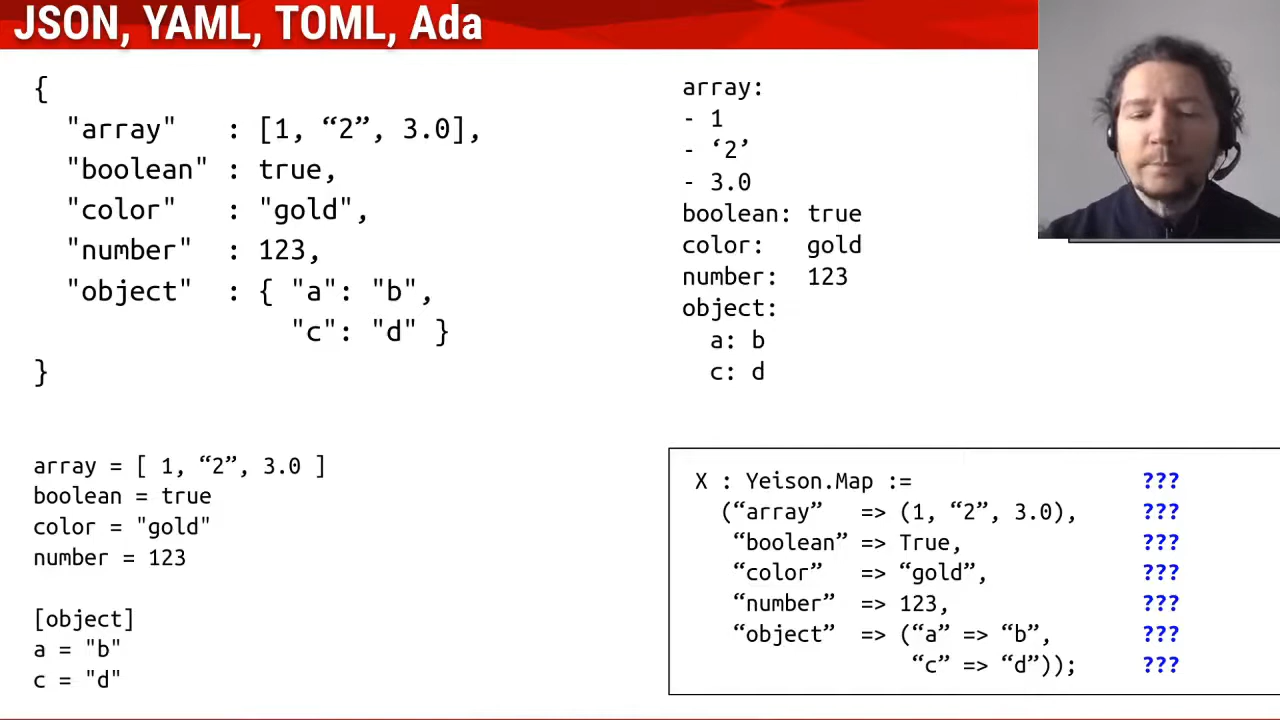 JSON, YAML, TOML, Ada
{
"array" : [1, “2”, 3.0],
"boolean" : true,
"color" : "gold",
"number" : 123,
"object" : { "a": "b",
"c": "d" }
}
array:
- 1
- ‘2’
- 3.0
boolean: true
color: gold
number: 123
object:
a: b
c: d
array = [ 1, “2”, 3.0 ]
boolean = true
color = "gold"
number = 123
[object]
a = "b"
c = "d"
X : Yeison.Map := ???
(“array” => (1, “2”, 3.0), ???
“boolean” => True, ???
“color” => “gold”, ???
“number” => 123, ???
“object” => (“a” => “b”, ???
“c” => “d”)); ???